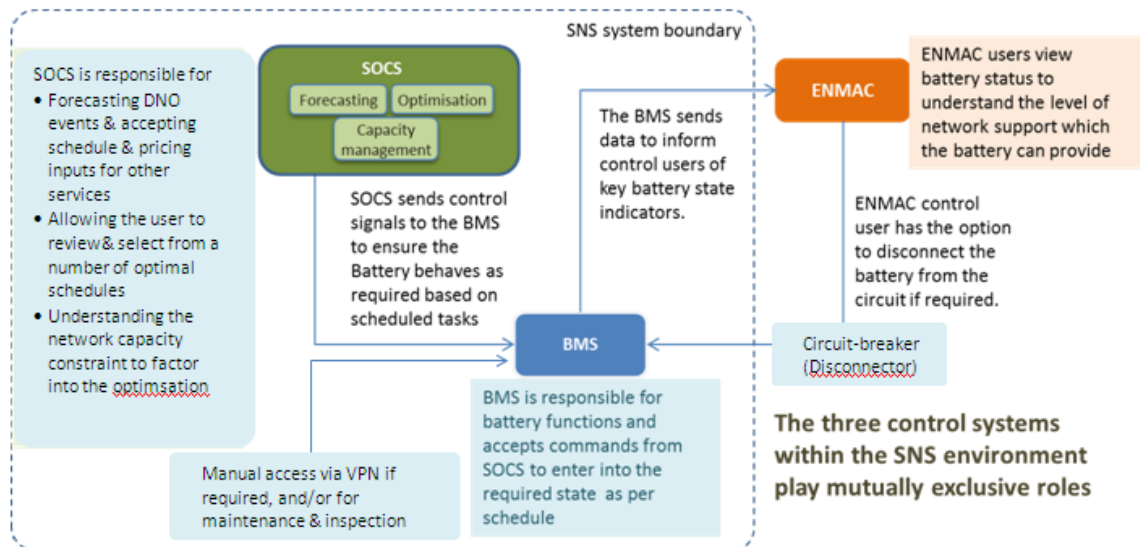 SNS system boundary
SOCS is responsible for
• Forecasting DNO
events & accepting
schedule & pricing
inputs for other
services
• Allowing the user to
review& select from a
number of optimal
schedules
• Understanding the
network capacity
constraint to factor
into the optimsation
SOCS
Forecasting
Optimisation
Capacity
management
SOCS sends control
signals to the BMS
to ensure the
Battery behaves as
required based on
scheduled tasks
The BMS sends
data to inform
control users of
key battery state
indicators.
ENMAC
ENMAC users view
battery status to
understand the level of
network support which
the battery can provide
ENMAC control
user has the option
to disconnect the
battery from the
circuit if required.
BMS
Circuit-breaker
(Disconnector)
BMS is responsible for
battery functions and
accepts commands from
SOCS to enter into the
required state as per
schedule
Manual access via VPN if
required, and/or for
maintenance & inspection
The three control systems
within the SNS environment
play mutually exclusive roles